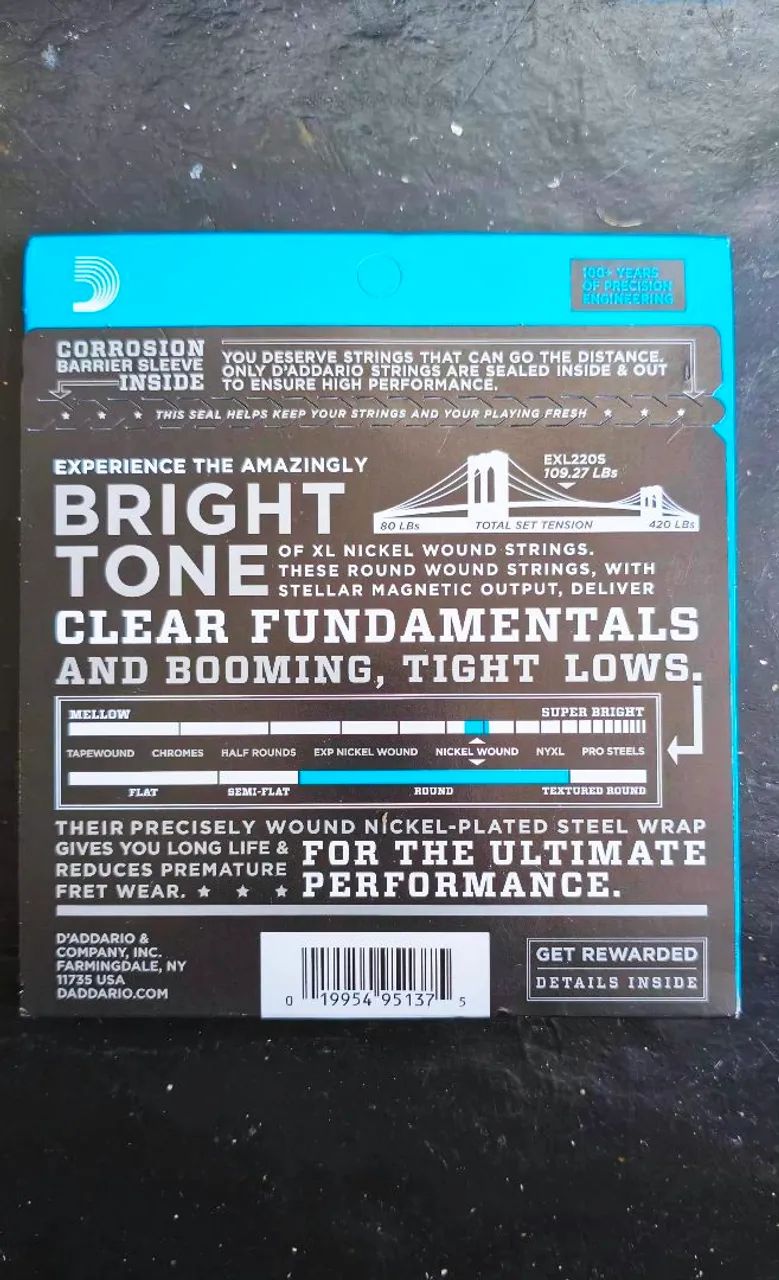 100+ YEARS
OF PRECISION
ENGINEERING
CORROSION
BARRIER SLEEVE
INSIDE
YOU DESERVE STRINGS THAT CAN GO THE DISTANCE.
ONLY D'ADDARIO STRINGS ARE SEALED INSIDE & OUT
TO ENSURE HIGH PERFORMANCE.
THIS SEAL HELPS KEEP YOUR STRINGS AND YOUR PLAYING FRESH
EXPERIENCE THE AMAZINGLY
BRIGHT
TONE
EXL220S
109.27 LBs
80 LBs TOTAL SET TENSION 420 LBs
OF XL NICKEL WOUND STRINGS.
THESE ROUND WOUND STRINGS, WITH
STELLAR MAGNETIC OUTPUT, DELIVER
CLEAR FUNDAMENTALS
AND BOOMING, TIGHT LOWS.
MELLOW SUPER BRIGHT
TAPEWOUND CHROMES HALF ROUNDS EXP NICKEL WOUND NICKEL WOUND NYXL PRO STEELS
FLAT SEMI-FLAT ROUND TEXTURED ROUND
THEIR PRECISELY WOUND NICKEL-PLATED STEEL WRAP
GIVES YOU LONG LIFE &
REDUCES PREMATURE
FRET WEAR.
FOR THE ULTIMATE
PERFORMANCE.
D'ADDARIO &
COMPANY, INC.
FARMINGDALE, NY
11735 USA
DADDARIO.COM
0 19954 95137 5
GET REWARDED
DETAILS INSIDE